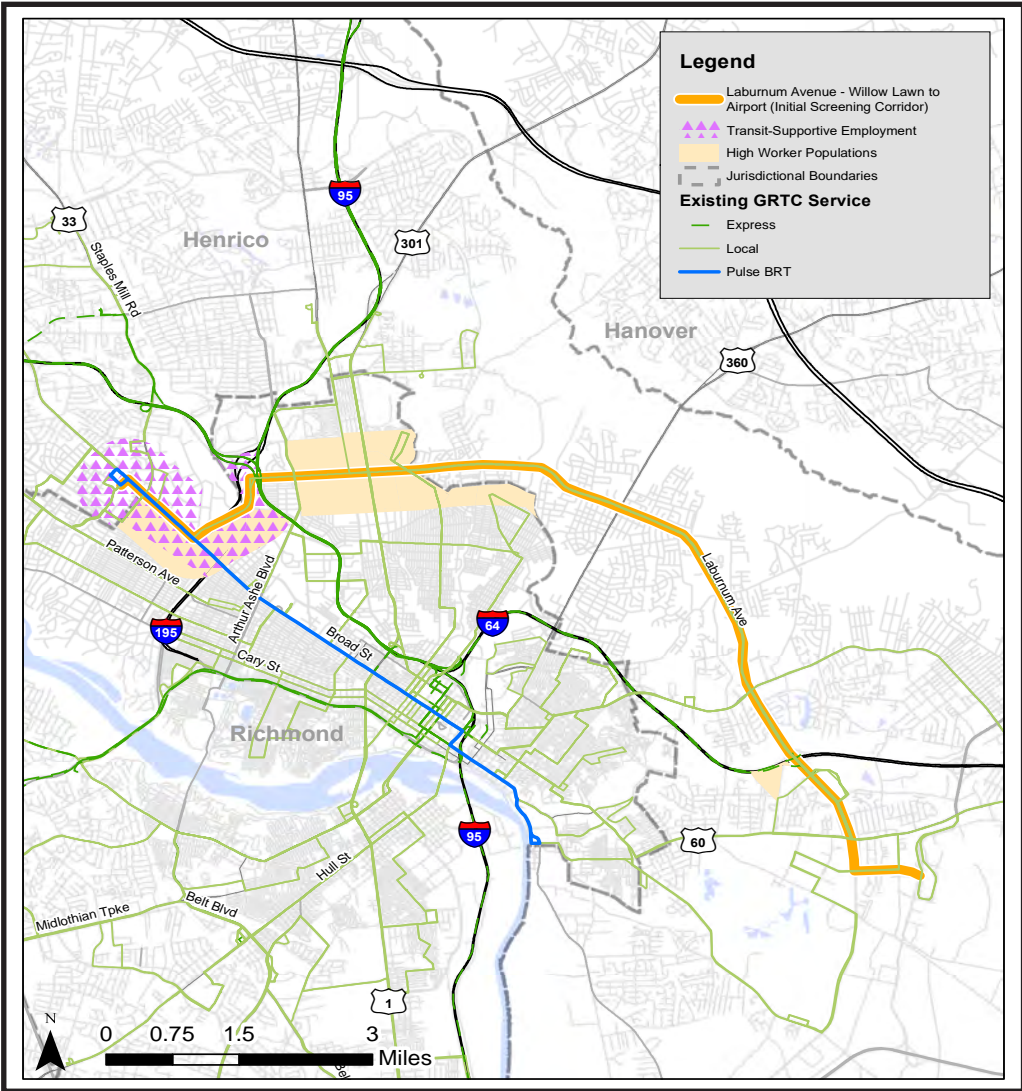 Legend
Laburnum Avenue - Willow Lawn to
Airport (Initial Screening Corridor)
Transit-Supportive Employment
High Worker Populations
Jurisdictional Boundaries
Existing GRTC Service
Express
Local
Pulse BRT
95
33
Henrico
301
Staples Mill Rd
Hanover
360
Patterson Ave
Arthur Ashe Blvd
Laburnum Ave
195
64
Broad St
Cary St
Richmond
95
60
Hull St
Belt Blvd
Midlothian Tpke
1
N
0 0.75 1.5 3
Miles
Bel